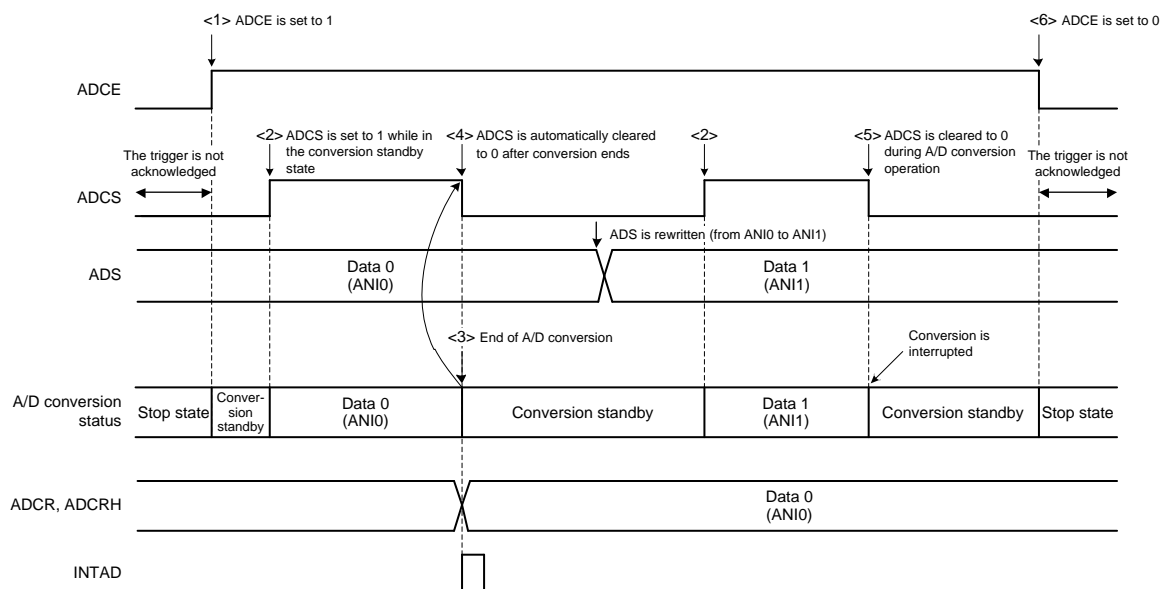 <1> ADCE is set to 1
<6> ADCE is set to 0
ADCE
The trigger is not
acknowledged
<2> ADCS is set to 1 while in
the conversion standby
state
<4> ADCS is automatically cleared
to 0 after conversion ends
<2>
<5> ADCS is cleared to 0
during A/D conversion
operation
The trigger is not
acknowledged
ADCS
ADS is rewritten (from ANI0 to ANI1)
ADS
Data 0
(ANI0)
Data 1
(ANI1)
<3> End of A/D conversion
Conversion is
interrupted
A/D conversion
status
Stop state
Conver-
sion
standby
Data 0
(ANI0)
Conversion standby
Data 1
(ANI1)
Conversion standby
Stop state
ADCR, ADCRH
Data 0
(ANI0)
INTAD